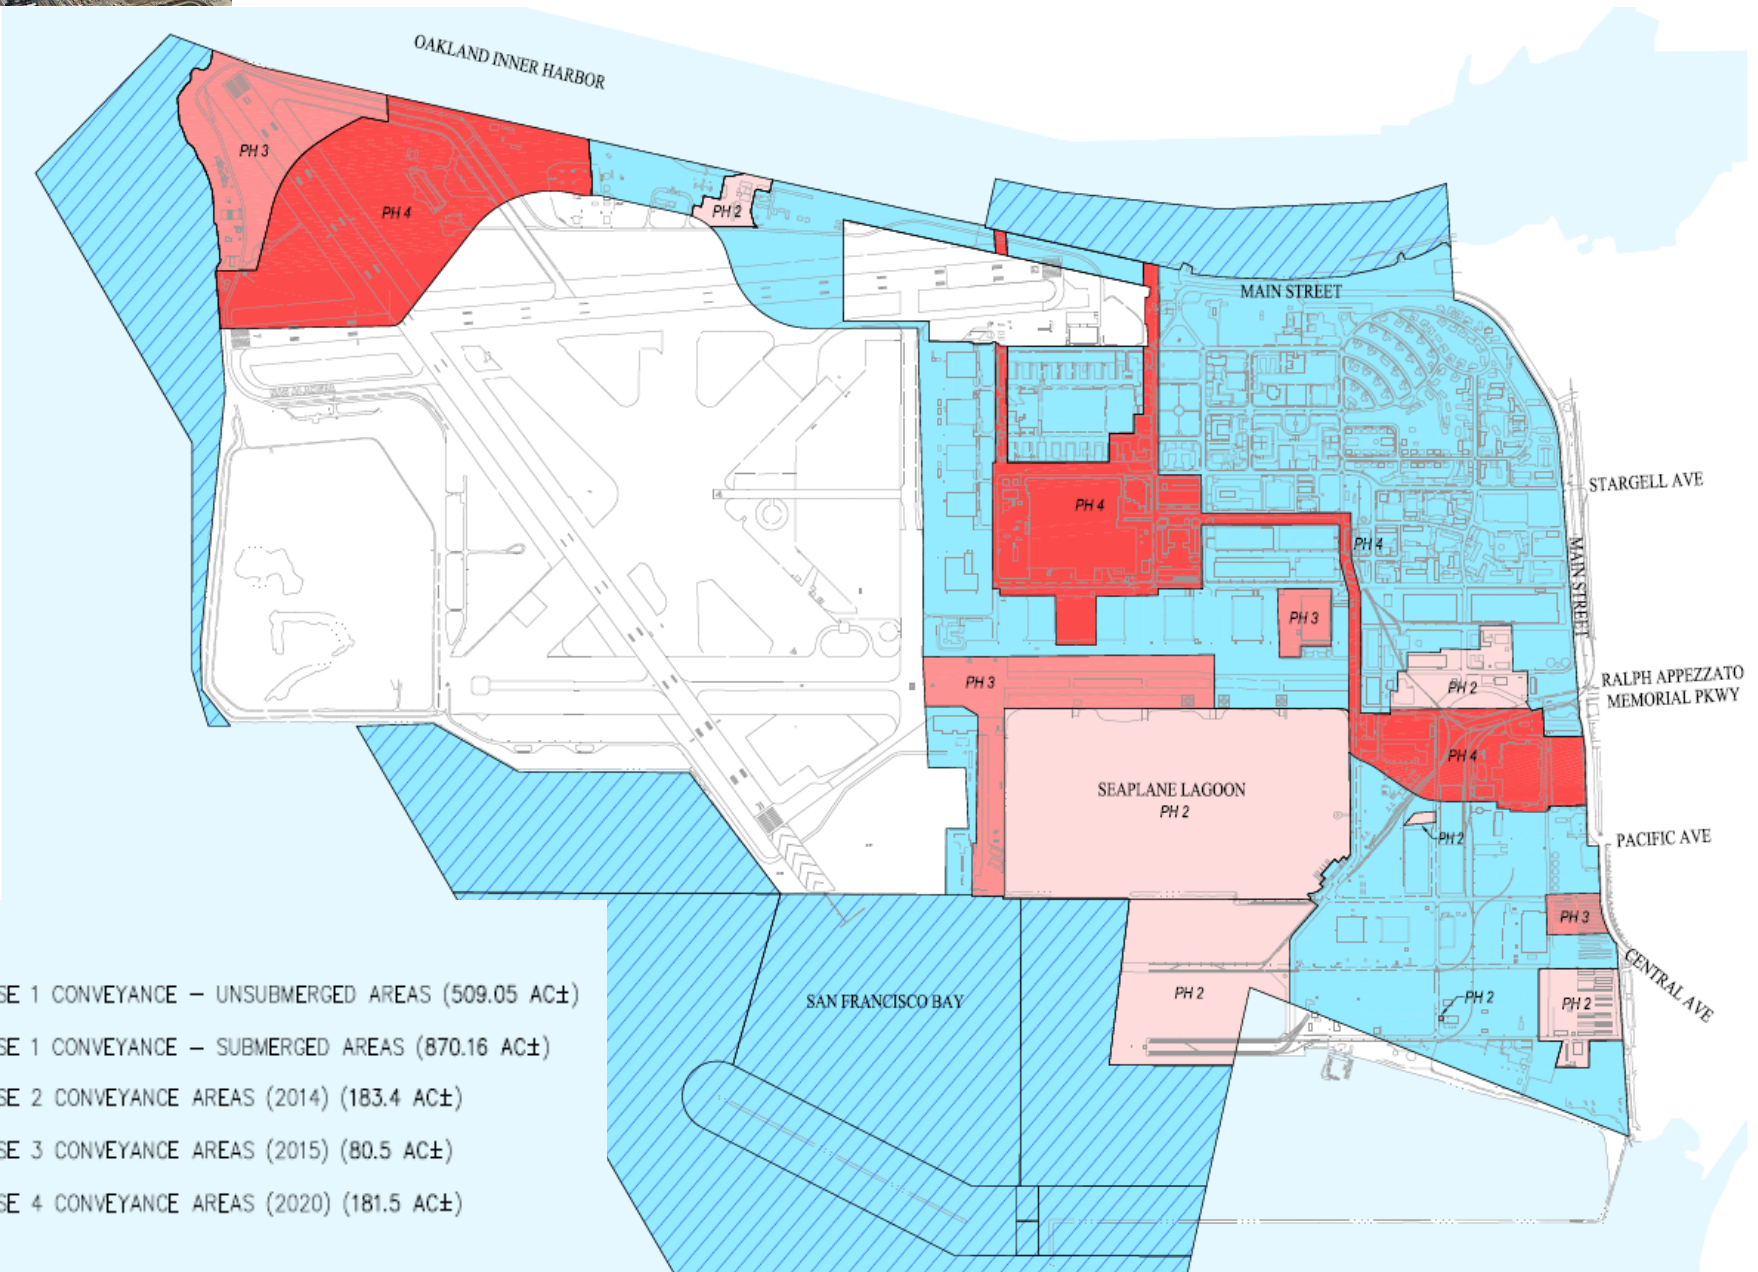 OAKLAND INNER HARBOR
PH 3
PH 4
PH 2
MAIN STREET
STARGELL AVE
PH 4
PH 4
MAIN STREET
PH 3
RALPH APPEZZATO
MEMORIAL PKWY
PH 3
PH 2
PH 4
SEAPLANE LAGOON
PH 2
PH 2
PACIFIC AVE
PH 3
CENTRAL AVE
PH 2
PH 2
PH 2
SAN FRANCISCO BAY
SE 1 CONVEYANCE – UNSUBMERGED AREAS (509.05 AC±)
SE 1 CONVEYANCE – SUBMERGED AREAS (870.16 AC±)
SE 2 CONVEYANCE AREAS (2014) (183.4 AC±)
SE 3 CONVEYANCE AREAS (2015) (80.5 AC±)
SE 4 CONVEYANCE AREAS (2020) (181.5 AC±)